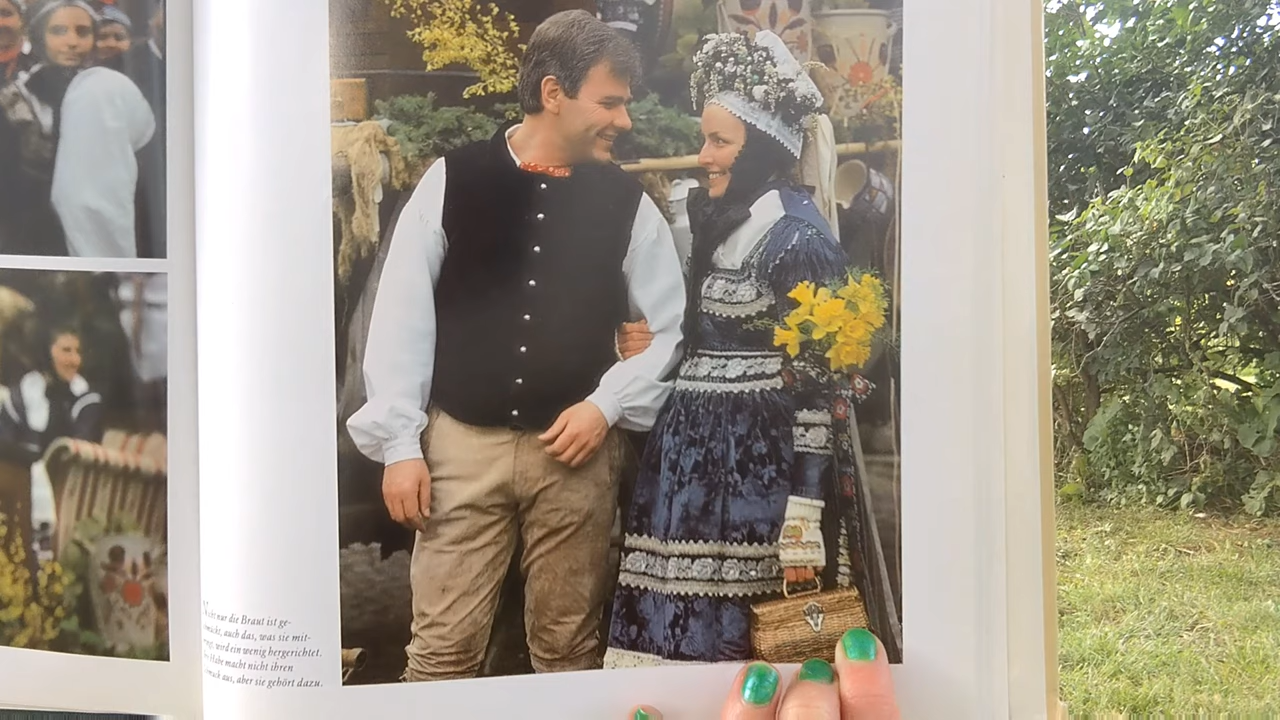 Nicht nur die Braut ist ge-
auch das, was sie mit-
wird ein wenig hergerichtet.
Habe macht nicht ihren
aus, aber sie gehört dazu.